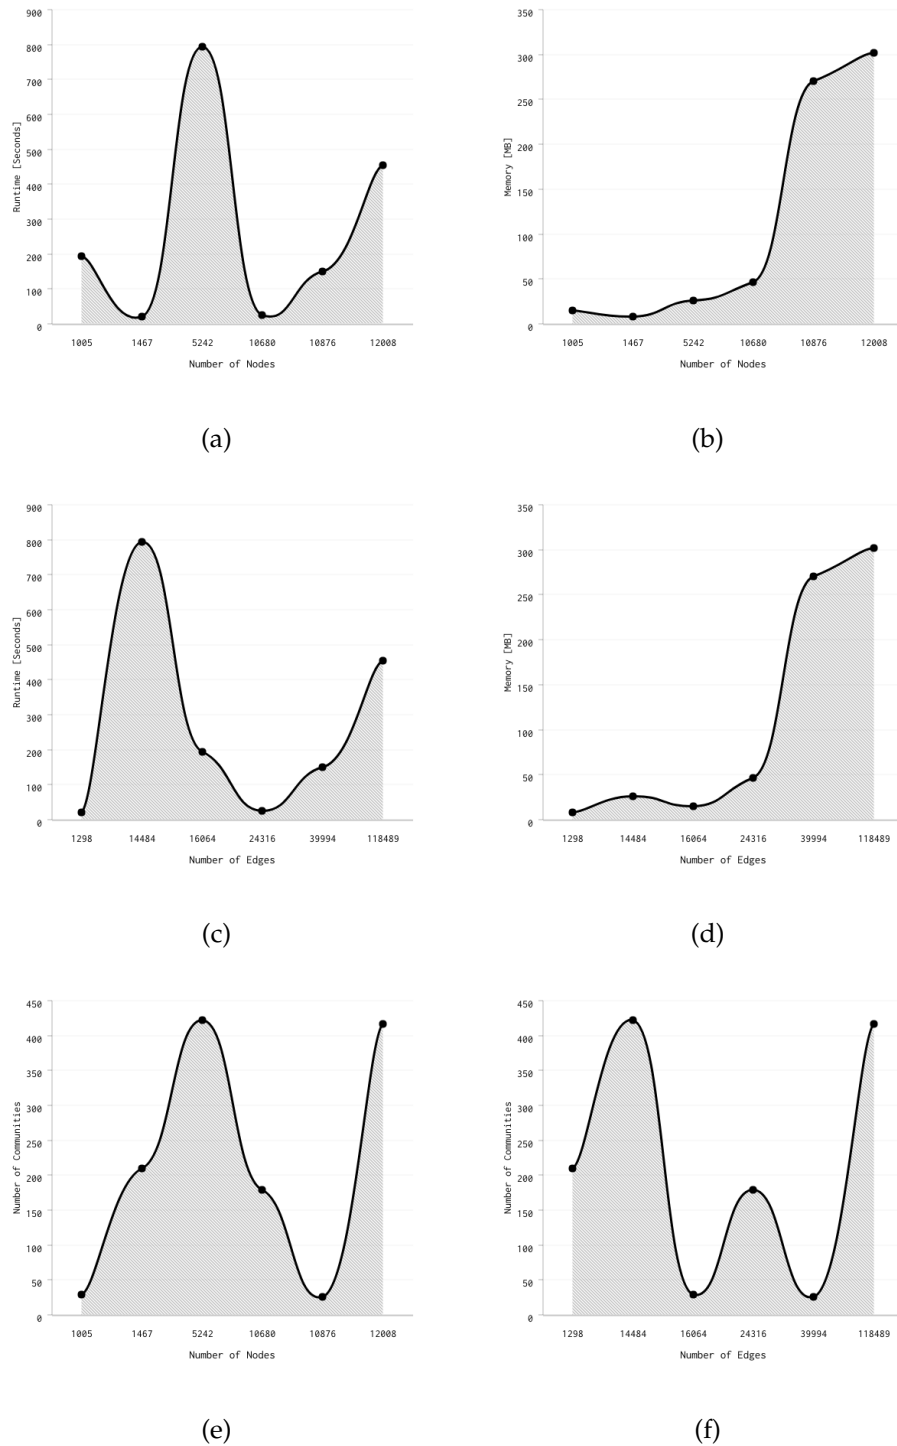 900
800
700
600
500
400
300
200
100
0
Runtime [Seconds]
1005 1467 5242 10680 10876 12008
Number of Nodes
(a)
350
300
250
200
150
100
50
0
Memory [MB]
1005 1467 5242 10680 10876 12008
Number of Nodes
(b)
900
800
700
600
500
400
300
200
100
0
Runtime [Seconds]
1298 14484 16064 24316 39994 118489
Number of Edges
(c)
350
300
250
200
150
100
50
0
Memory [MB]
1298 14484 16064 24316 39994 118489
Number of Edges
(d)
450
400
350
300
250
200
150
100
50
0
Number of Communities
1005 1467 5242 10680 10876 12008
Number of Nodes
(e)
450
400
350
300
250
200
150
100
50
0
Number of Communities
1298 14484 16064 24316 39994 118489
Number of Edges
(f)